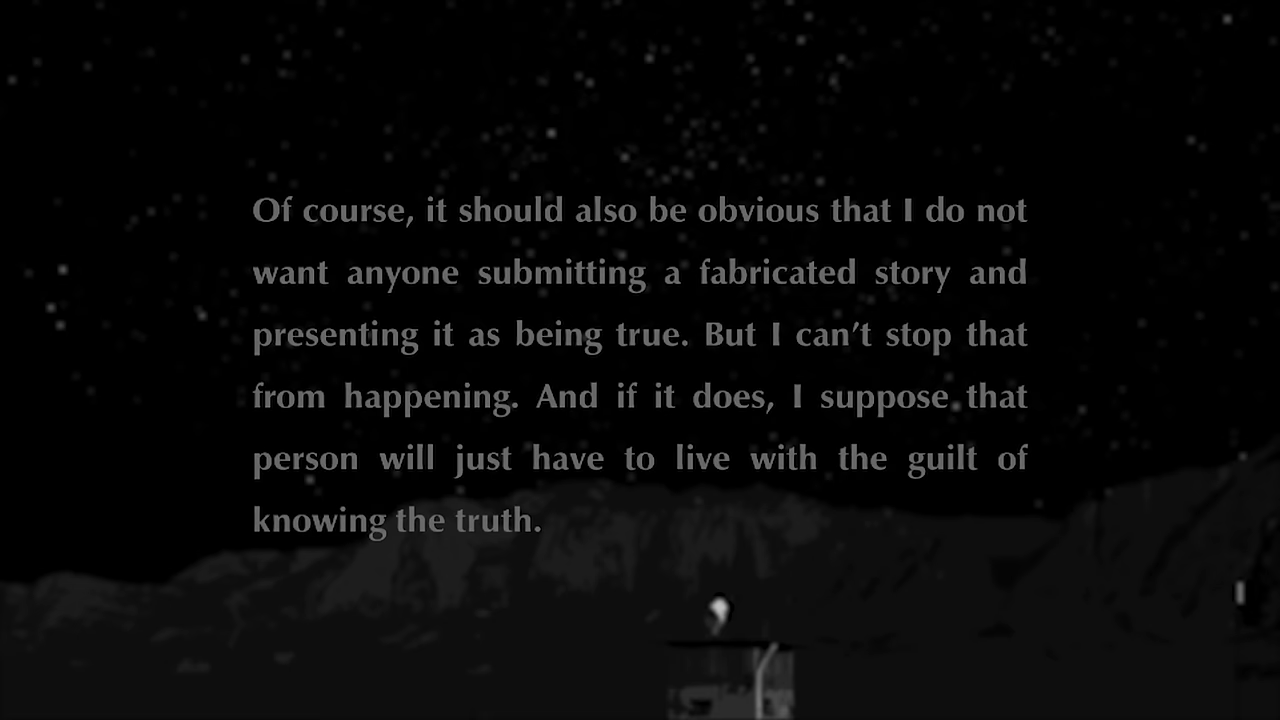 Of course, it should also be obvious that I do not
want anyone submitting a fabricated story and
presenting it as being true. But I can’t stop that
from happening. And if it does, I suppose that
person will just have to live with the guilt of
knowing the truth.